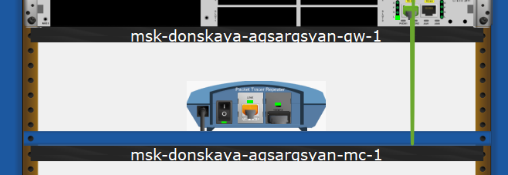 msk-donskaya-agsargsyan-gw-1
Packet Tracer Repeater
msk-donskaya-agsargsyan-mc-1